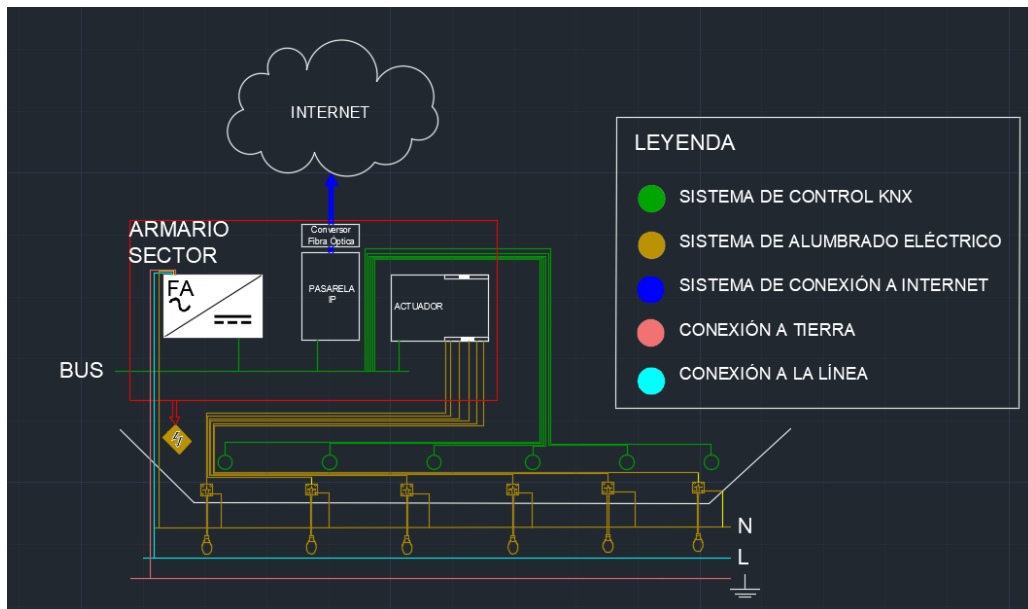 INTERNET
LEYENDA
SISTEMA DE CONTROL KNX
SISTEMA DE ALUMBRADO ELÉCTRICO
SISTEMA DE CONEXIÓN A INTERNET
CONEXIÓN A TIERRA
CONEXIÓN A LA LÍNEA
ARMARIO
SECTOR
Conversor
Fibra Óptica
FA
PASARELA
IP
ACTUADOR
BUS
N
L